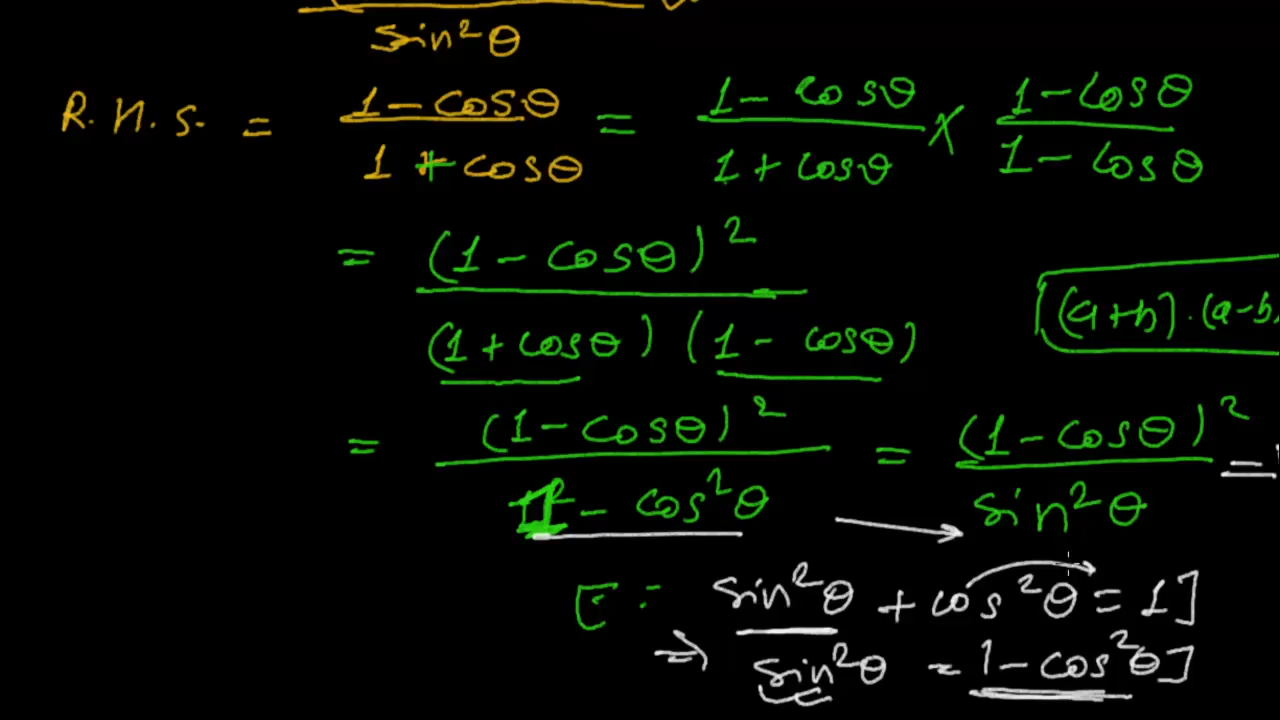 sin²θ
R.H.S. = (1 - cosθ)/(1 + cosθ) = (1 - cosθ)/(1 + cosθ) × (1 - cosθ)/(1 - cosθ)
= (1 - cosθ)²/(1 + cosθ)(1 - cosθ)
[(a+b).(a-b
= (1 - cosθ)²/1 - cos²θ → = (1 - cosθ)²/sin²θ =
[∵ sin²θ + cos²θ = 1]
⇒ sin²θ = 1 - cos²θ]